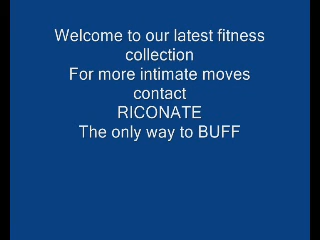 Welcome to our latest fitness
collection
For more intimate moves
contact
RICONATE
The only way to BUFF